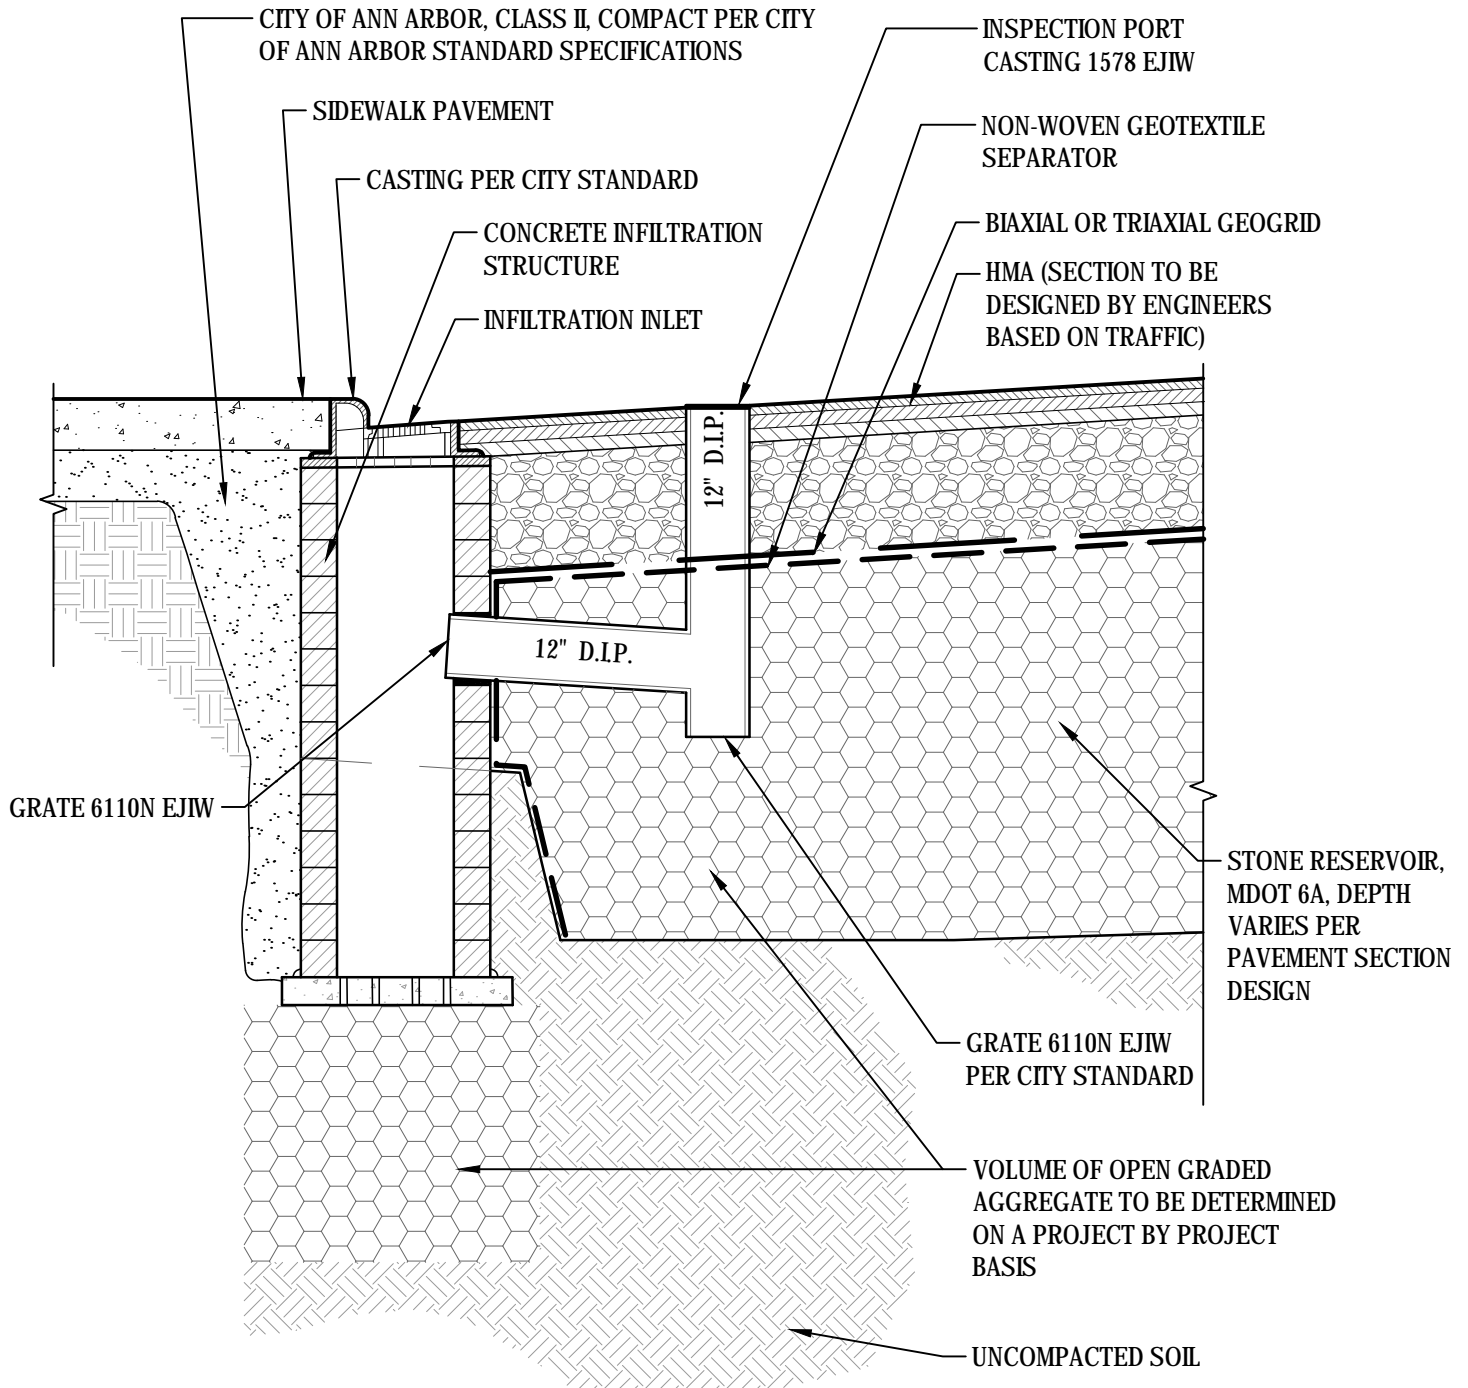 CITY OF ANN ARBOR, CLASS II, COMPACT PER CITY
OF ANN ARBOR STANDARD SPECIFICATIONS
SIDEWALK PAVEMENT
CASTING PER CITY STANDARD
CONCRETE INFILTRATION
STRUCTURE
INFILTRATION INLET
INSPECTION PORT
CASTING 1578 EJIW
NON-WOVEN GEOTEXTILE
SEPARATOR
BIAXIAL OR TRIAXIAL GEOGRID
HMA (SECTION TO BE
DESIGNED BY ENGINEERS
BASED ON TRAFFIC)
12" D.I.P.
12" D.I.P.
GRATE 6110N EJIW
STONE RESERVOIR,
MDOT 6A, DEPTH
VARIES PER
PAVEMENT SECTION
DESIGN
GRATE 6110N EJIW
PER CITY STANDARD
VOLUME OF OPEN GRADED
AGGREGATE TO BE DETERMINED
ON A PROJECT BY PROJECT
BASIS
UNCOMPACTED SOIL